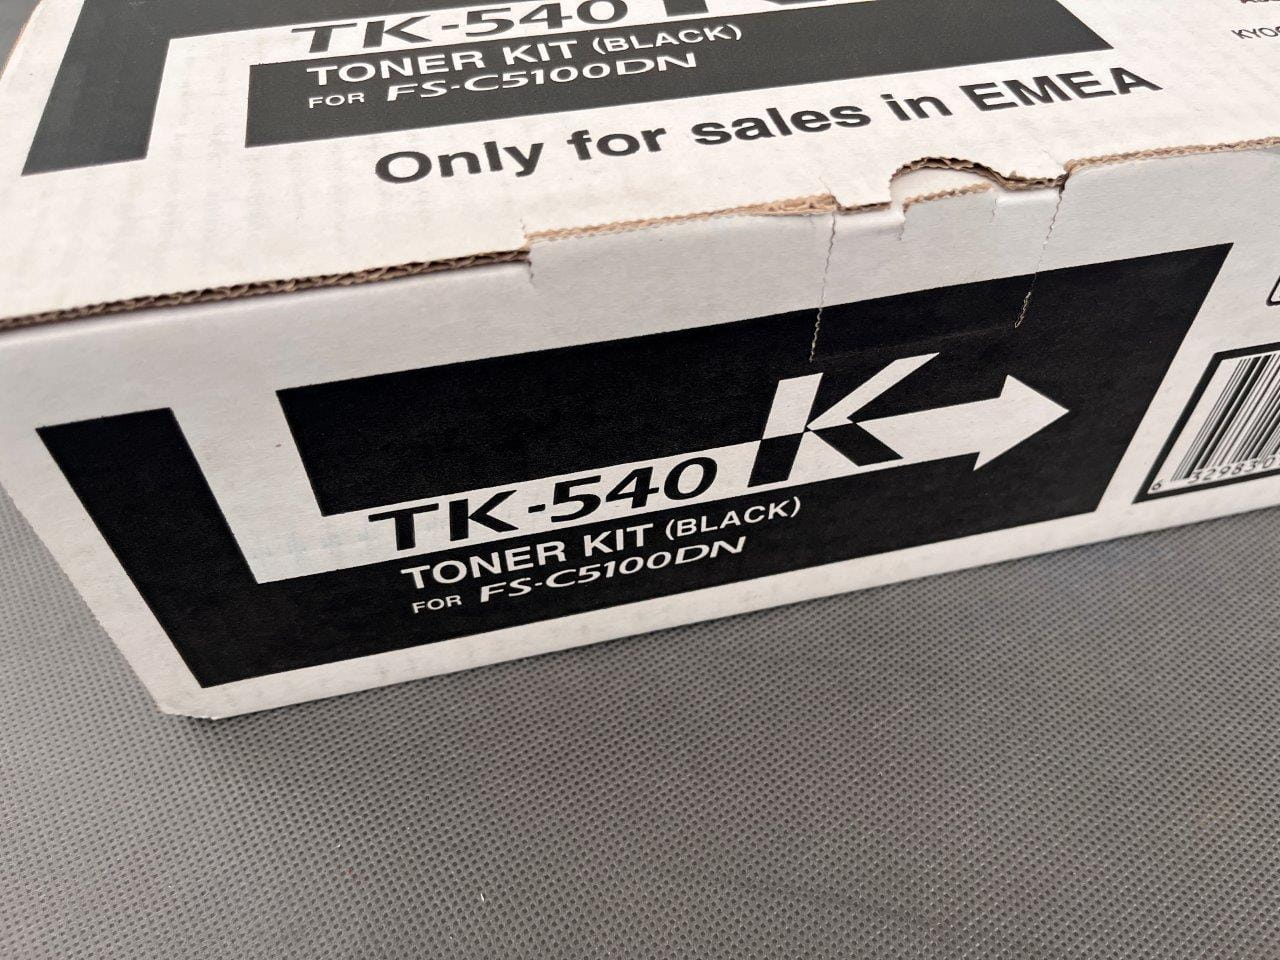 TK-540
TONER KIT (BLACK)
FOR FS-C5100DN
Only for sales in EMEA
TK-540 K
TONER KIT (BLACK)
FOR FS-C5100DN